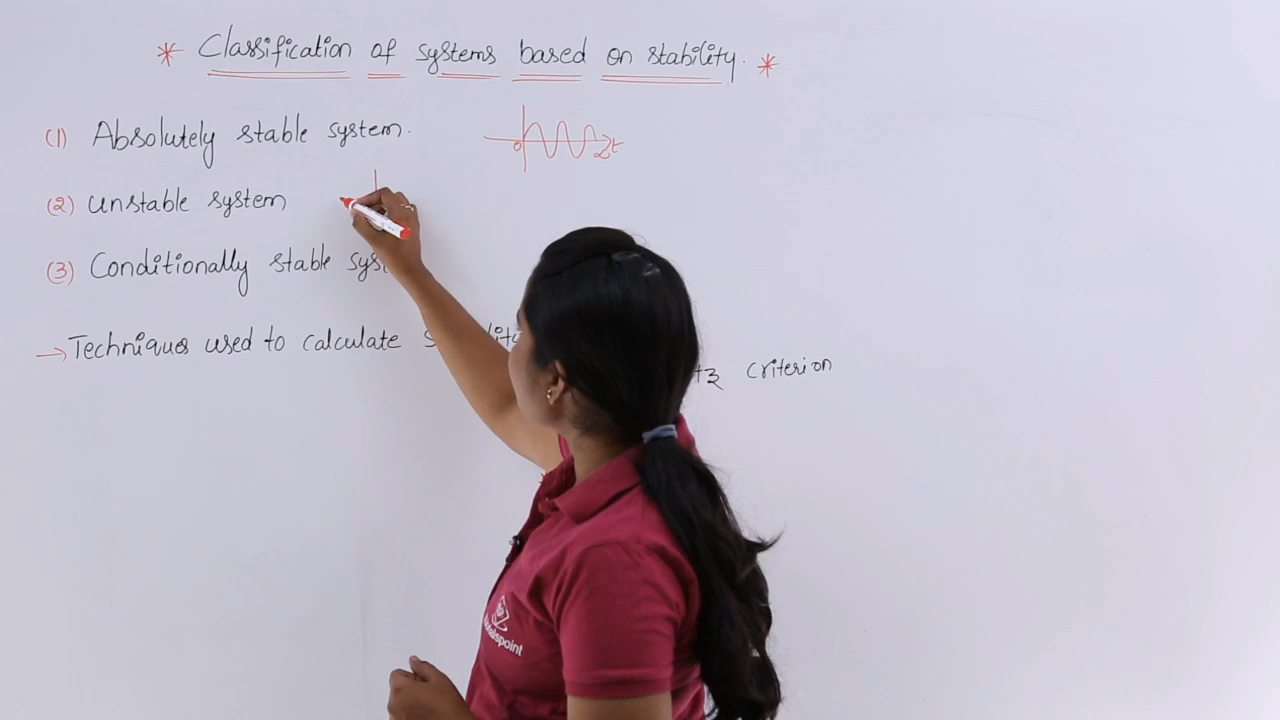 * Classification of systems based on stability. *
(1) Absolutely stable system.
0 t
(2) unstable system
(3) Conditionally stable
→ Techniques used to calculate
criterion